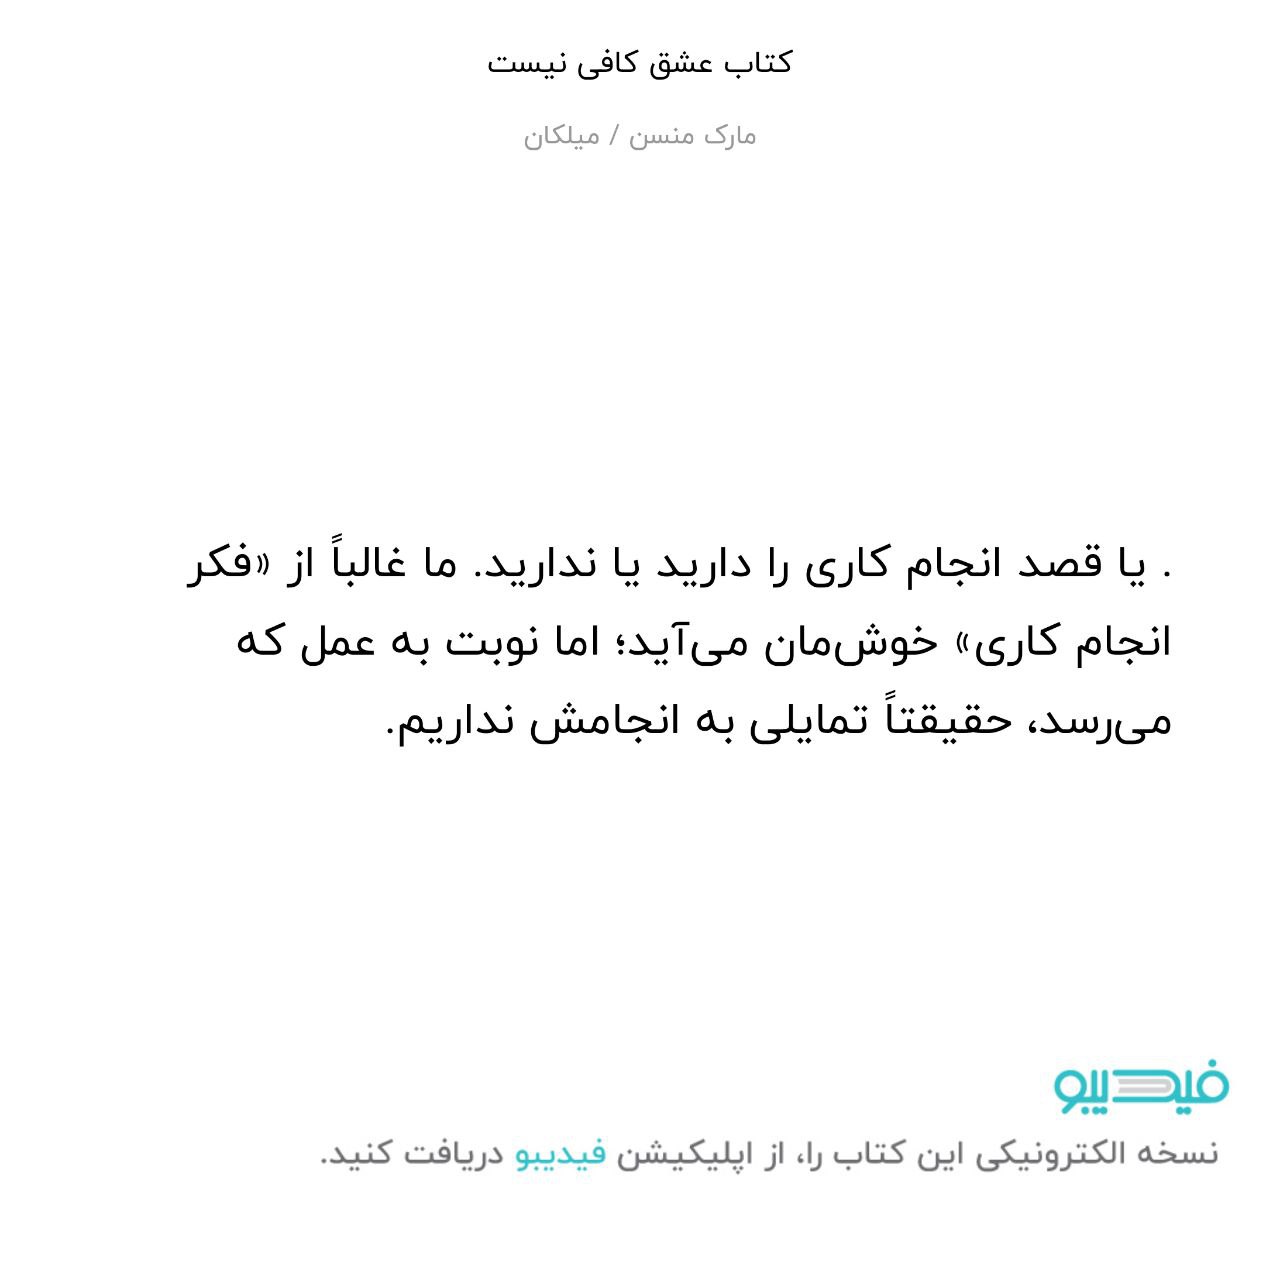 کتاب عشق کافی نیست
مارک منسن / میلکان
. یا قصد انجام کاری را دارید یا ندارید. ما غالباً از «فکر
انجام کاری» خوش‌مان می‌آید؛ اما نوبت به عمل که
می‌رسد، حقیقتاً تمایلی به انجامش نداریم.
فیدیبو
نسخه الکترونیکی این کتاب را، از اپلیکیشن فیدیبو دریافت کنید.